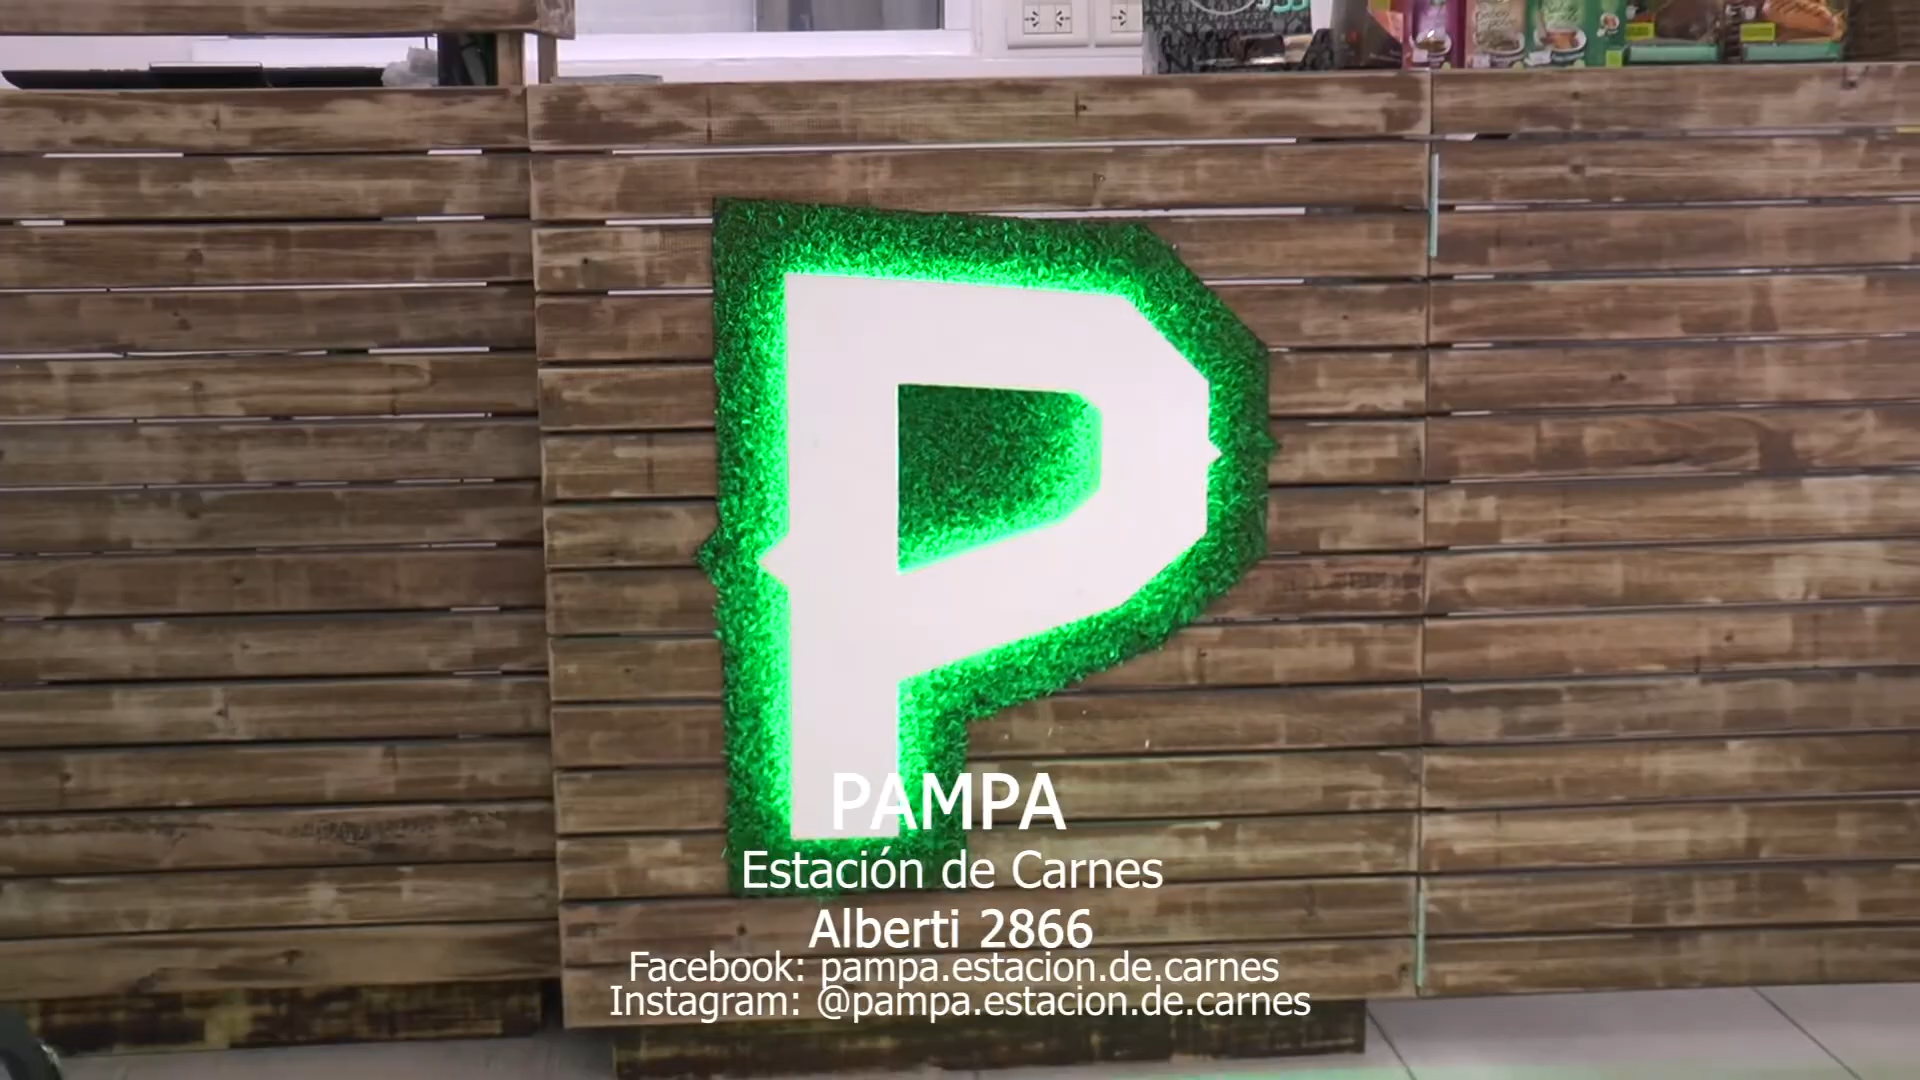 P
PAMPA
Estación de Carnes
Alberti 2866
Facebook: pampa.estacion.de.carnes
Instagram: @pampa.estacion.de.carnes